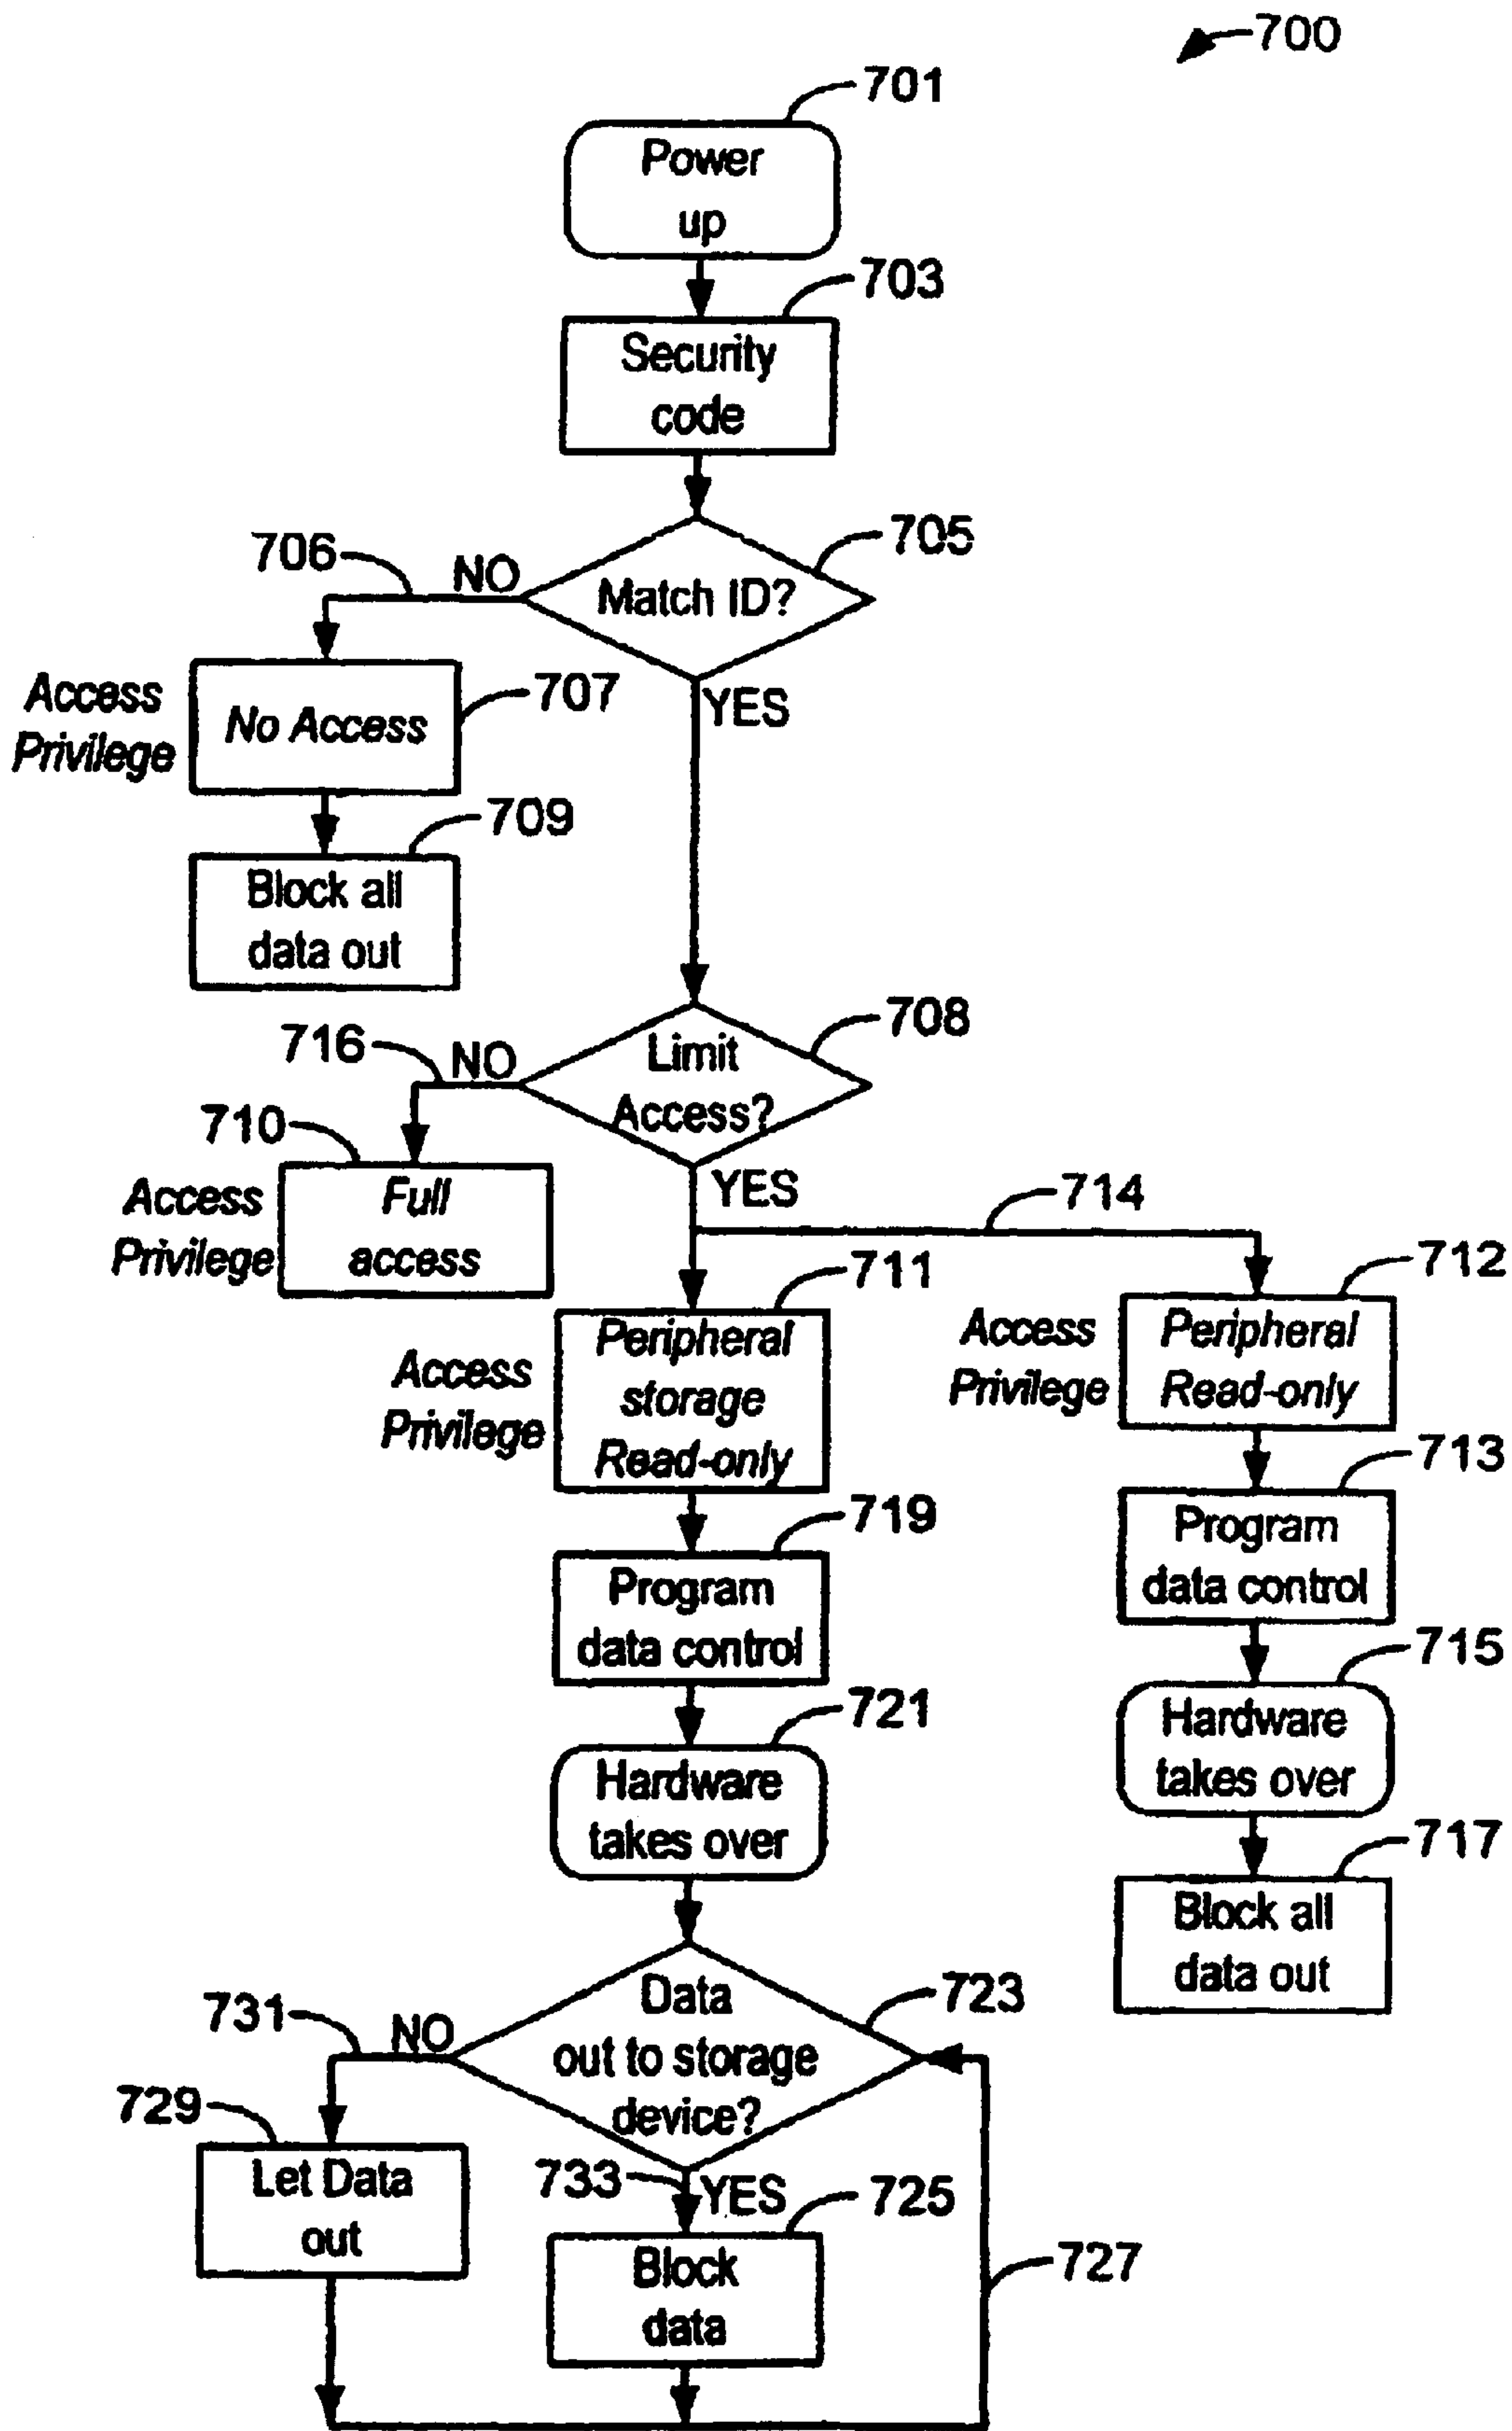 700
701
Power
up
703
Security
code
705
706
NO
Match ID?
YES
Access
Privilege
No Access
707
709
Block all
data out
708
716
NO
Limit
Access?
YES
710
Access
Privilege
Full
access
714
711
Access
Privilege
Peripheral
storage
Read-only
712
Access
Privilege
Peripheral
Read-only
719
Program
data control
713
Program
data control
721
Hardware
takes over
715
Hardware
takes over
717
Block all
data out
723
Data
out to storage
device?
731
NO
729
Let Data
out
733
YES
725
Block
data
727